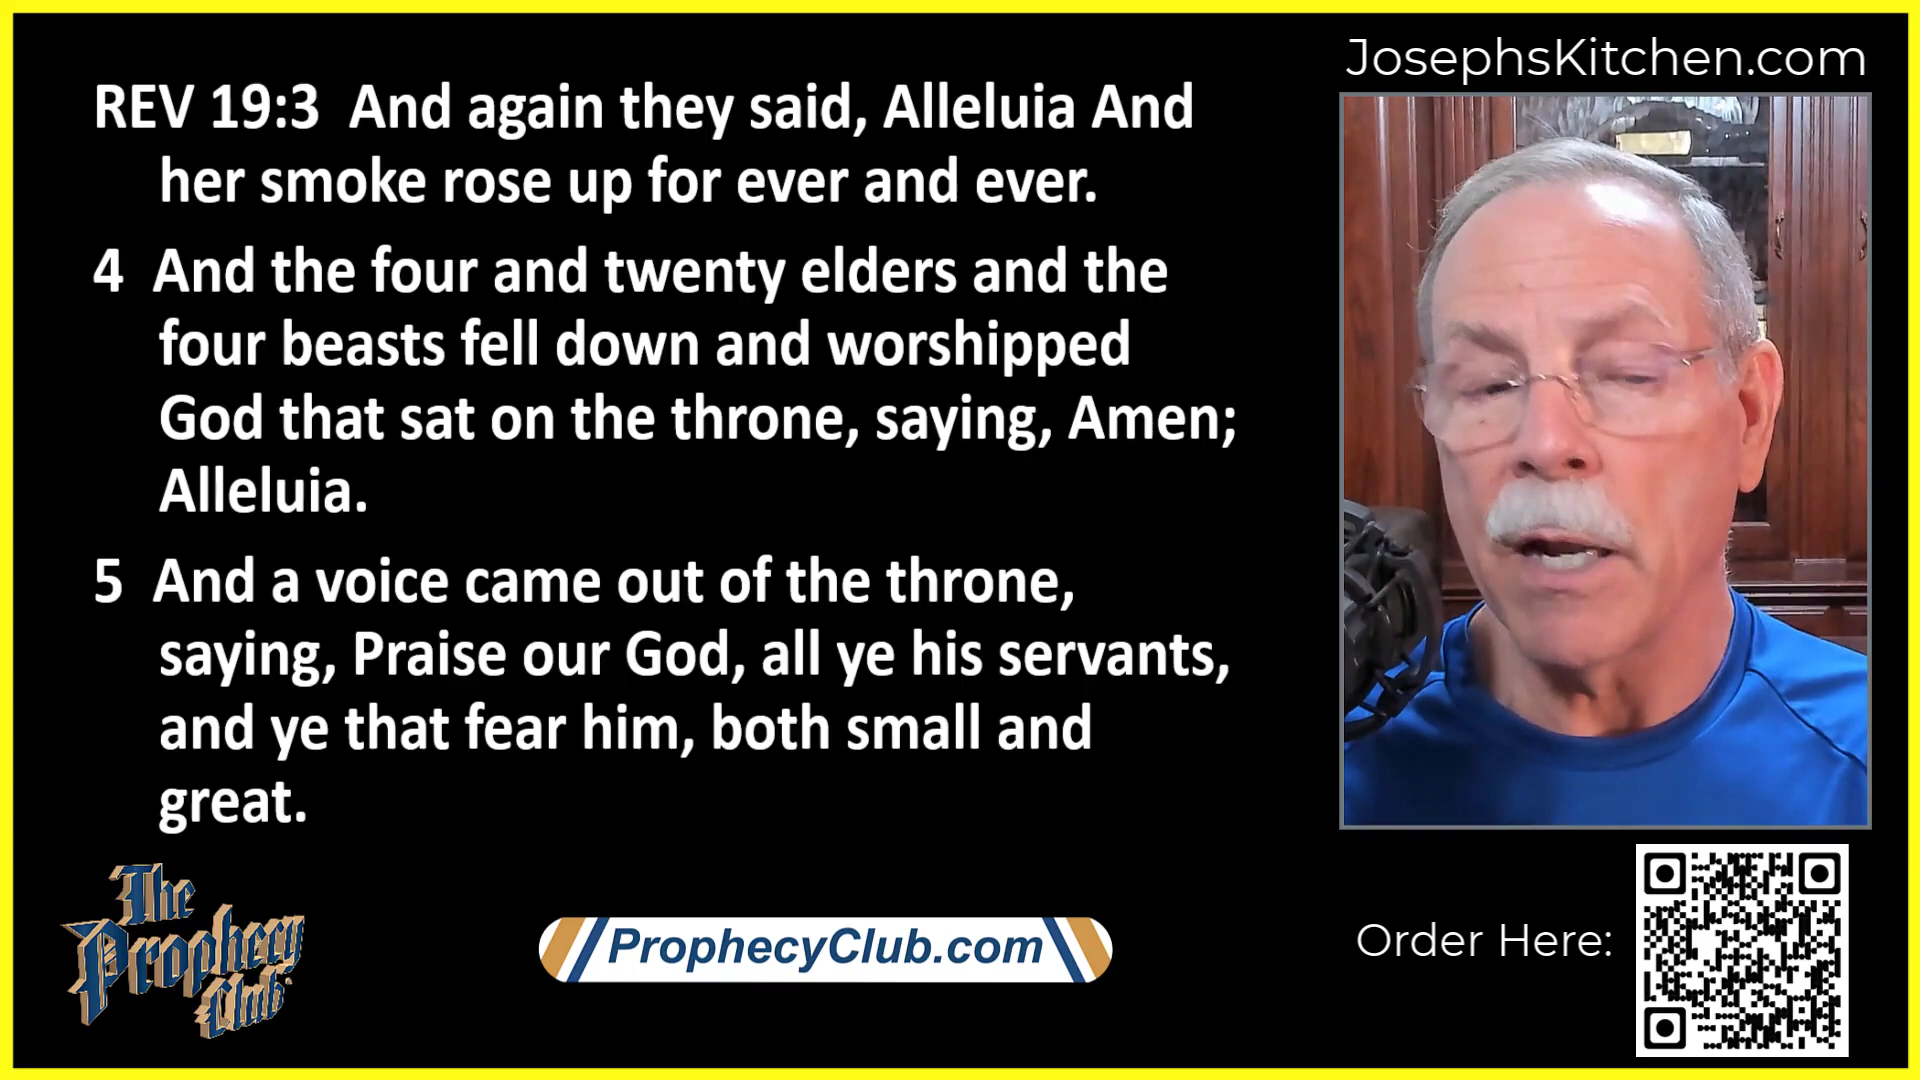 JosephsKitchen.com
REV 19:3 And again they said, Alleluia And
her smoke rose up for ever and ever.
4 And the four and twenty elders and the
four beasts fell down and worshipped
God that sat on the throne, saying, Amen;
Alleluia.
5 And a voice came out of the throne,
saying, Praise our God, all ye his servants,
and ye that fear him, both small and
great.
The
Prophecy
Club
ProphecyClub.com
Order Here: